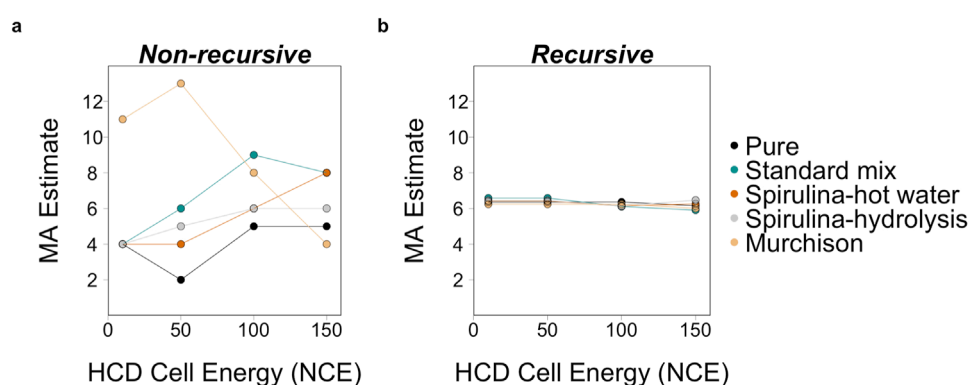 a
Non-recursive
MA Estimate
12
10
8
6
4
2
0
50
100
150
HCD Cell Energy (NCE)
b
Recursive
MA Estimate
12
10
8
6
4
2
0
50
100
150
HCD Cell Energy (NCE)
Pure
Standard mix
Spirulina-hot water
Spirulina-hydrolysis
Murchison